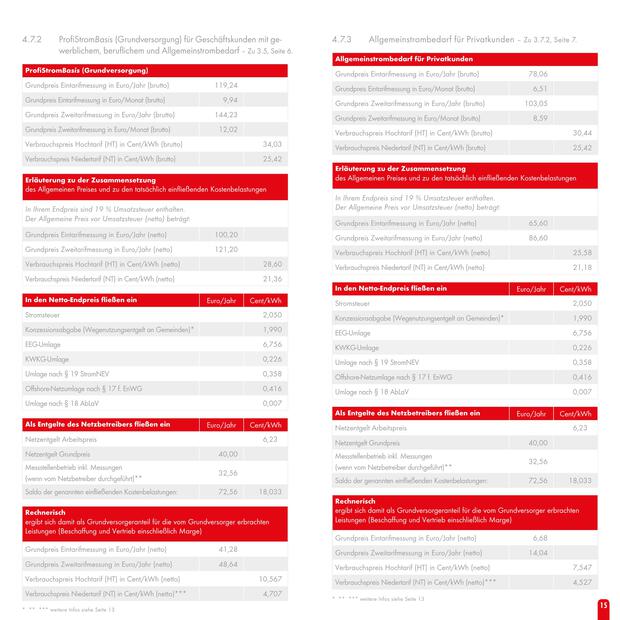 4.7.2 ProfiStromBasis (Grundversorgung) für Geschäftskunden mit ge-
werblichem, beruflichem und Allgemeinstrombedarf – Zu 3.5, Seite 6.
ProfiStromBasis (Grundversorgung)
Grundpreis Eintarifmessung in Euro/Jahr (brutto) 119,24
Grundpreis Eintarifmessung in Euro/Monat (brutto) 9,94
Grundpreis Zweitarifmessung in Euro/Jahr (brutto) 144,23
Grundpreis Zweitarifmessung in Euro/Monat (brutto) 12,02
Verbrauchspreis Hochtarif (HT) in Cent/kWh (brutto) 34,03
Verbrauchspreis Niedertarif (NT) in Cent/kWh (brutto) 25,42
Erläuterung zu der Zusammensetzung
des Allgemeinen Preises und zu den tatsächlich einfließenden Kostenbelastungen
In Ihrem Endpreis sind 19 % Umsatzsteuer enthalten.
Der Allgemeine Preis vor Umsatzsteuer (netto) beträgt:
Grundpreis Eintarifmessung in Euro/Jahr (netto) 100,20
Grundpreis Zweitarifmessung in Euro/Jahr (netto) 121,20
Verbrauchspreis Hochtarif (HT) in Cent/kWh (netto) 28,60
Verbrauchspreis Niedertarif (NT) in Cent/kWh (netto) 21,36
In den Netto-Endpreis fließen ein Euro/Jahr Cent/kWh
Stromsteuer 2,050
Konzessionsabgabe (Wegenutzungsentgelt an Gemeinden)* 1,990
EEG-Umlage 6,756
KWKG-Umlage 0,226
Umlage nach § 19 StromNEV 0,358
Offshore-Netzumlage nach § 17 f. EnWG 0,416
Umlage nach § 18 AbLaV 0,007
Als Entgelte des Netzbetreibers fließen ein Euro/Jahr Cent/kWh
Netzentgelt Arbeitspreis 6,23
Netzentgelt Grundpreis 40,00
Messstellenbetrieb inkl. Messungen
(wenn vom Netzbetreiber durchgeführt)** 32,56
Saldo der genannten einfließenden Kostenbelastungen: 72,56 18,033
Rechnerisch
ergibt sich damit als Grundversorgeranteil für die vom Grundversorger erbrachten
Leistungen (Beschaffung und Vertrieb einschließlich Marge)
Grundpreis Eintarifmessung in Euro/Jahr (netto) 41,28
Grundpreis Zweitarifmessung in Euro/Jahr (netto) 48,64
Verbrauchspreis Hochtarif (HT) in Cent/kWh (netto) 10,567
Verbrauchspreis Niedertarif (NT) in Cent/kWh (netto)*** 4,707
* ** *** weitere Infos siehe Seite 13
4.7.3 Allgemeinstrombedarf für Privatkunden – Zu 3.7.2, Seite 7.
Allgemeinstrombedarf für Privatkunden
Grundpreis Eintarifmessung in Euro/Jahr (brutto) 78,06
Grundpreis Eintarifmessung in Euro/Monat (brutto) 6,51
Grundpreis Zweitarifmessung in Euro/Jahr (brutto) 103,05
Grundpreis Zweitarifmessung in Euro/Monat (brutto) 8,59
Verbrauchspreis Hochtarif (HT) in Cent/kWh (brutto) 30,44
Verbrauchspreis Niedertarif (NT) in Cent/kWh (brutto) 25,42
Erläuterung zu der Zusammensetzung
des Allgemeinen Preises und zu den tatsächlich einfließenden Kostenbelastungen
In Ihrem Endpreis sind 19 % Umsatzsteuer enthalten.
Der Allgemeine Preis vor Umsatzsteuer (netto) beträgt:
Grundpreis Eintarifmessung in Euro/Jahr (netto) 65,60
Grundpreis Zweitarifmessung in Euro/Jahr (netto) 86,60
Verbrauchspreis Hochtarif (HT) in Cent/kWh (netto) 25,58
Verbrauchspreis Niedertarif (NT) in Cent/kWh (netto) 21,18
In den Netto-Endpreis fließen ein Euro/Jahr Cent/kWh
Stromsteuer 2,050
Konzessionsabgabe (Wegenutzungsentgelt an Gemeinden)* 1,990
EEG-Umlage 6,756
KWKG-Umlage 0,226
Umlage nach § 19 StromNEV 0,358
Offshore-Netzumlage nach § 17 f. EnWG 0,416
Umlage nach § 18 AbLaV 0,007
Als Entgelte des Netzbetreibers fließen ein Euro/Jahr Cent/kWh
Netzentgelt Arbeitspreis 6,23
Netzentgelt Grundpreis 40,00
Messstellenbetrieb inkl. Messungen
(wenn vom Netzbetreiber durchgeführt)** 32,56
Saldo der genannten einfließenden Kostenbelastungen: 72,56 18,033
Rechnerisch
ergibt sich damit als Grundversorgeranteil für die vom Grundversorger erbrachten
Leistungen (Beschaffung und Vertrieb einschließlich Marge)
Grundpreis Eintarifmessung in Euro/Jahr (netto) 6,68
Grundpreis Zweitarifmessung in Euro/Jahr (netto) 14,04
Verbrauchspreis Hochtarif (HT) in Cent/kWh (netto) 7,547
Verbrauchspreis Niedertarif (NT) in Cent/kWh (netto)*** 4,527
* ** *** weitere Infos siehe Seite 13
15